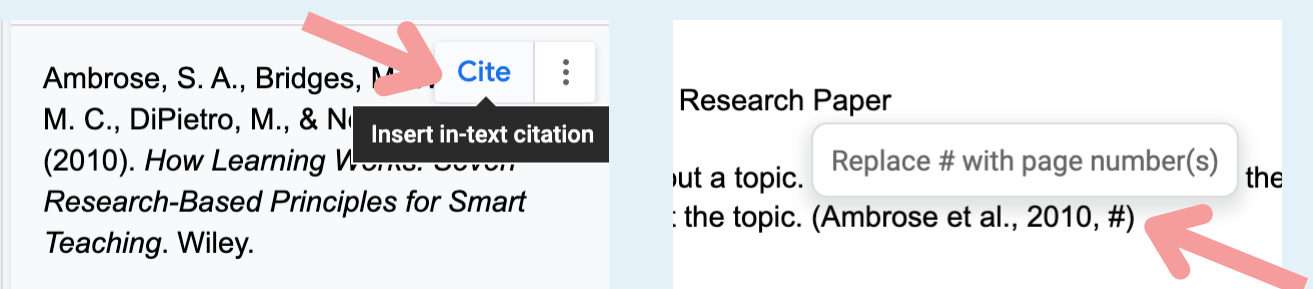 Ambrose, S. A., Bridges,
Cite
M. C., DiPietro, M., &
Insert in-text citation
(2010). How Learning
Research-Based Principles for Smart
Teaching. Wiley.
Research Paper
Replace # with page number(s)
a topic.
the
the topic. (Ambrose et al., 2010, #)